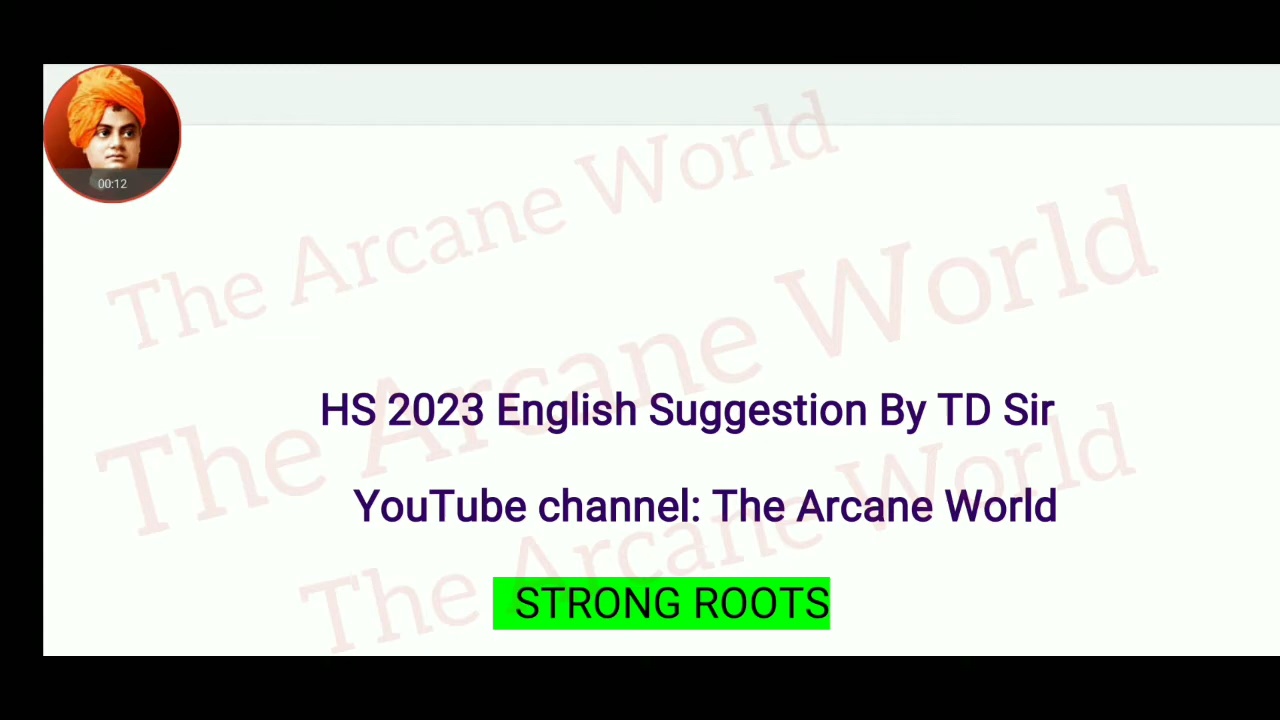 00:12
The Arcane World
The Arcane World
HS 2023 English Suggestion By TD Sir
YouTube channel: The Arcane World
The Arcane World
STRONG ROOTS